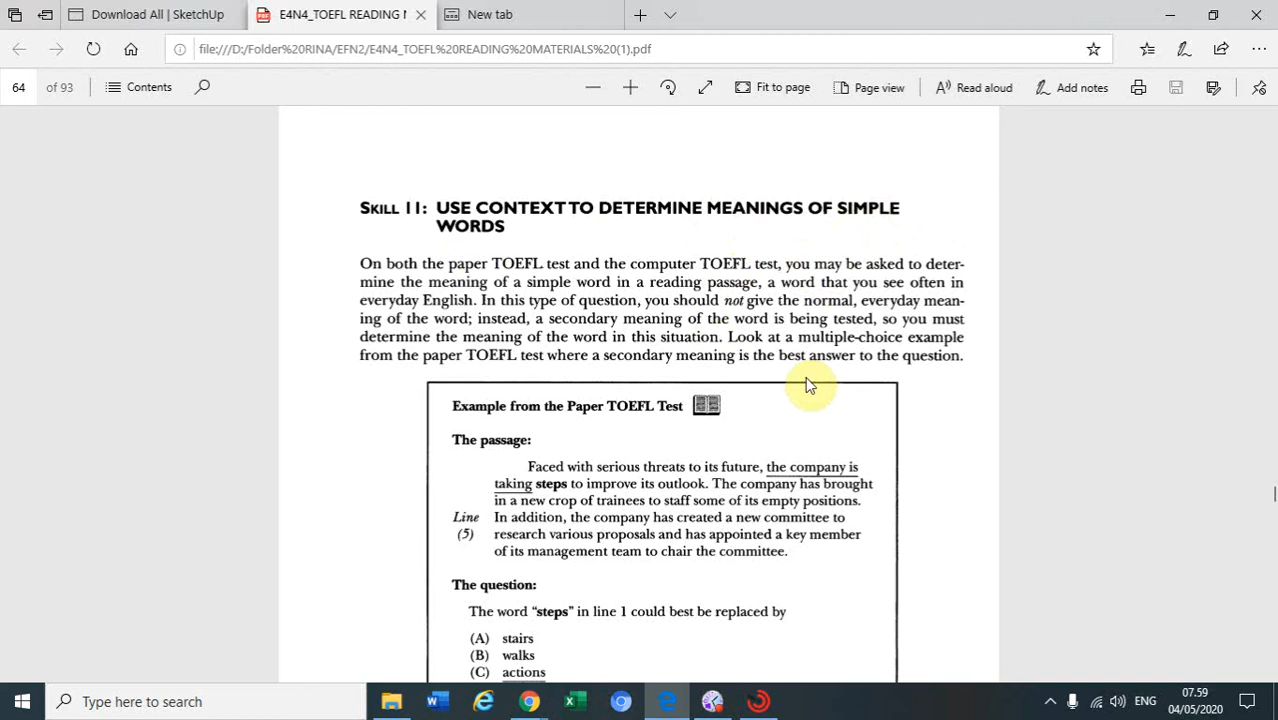 Download All | SketchUp
E4N4_TOEFL READING M
New tab
file:///D:/Folder%20RINA/EFN2/E4N4_TOEFL%20READING%20MATERIALS%20(1).pdf
64 of 93
Contents
Fit to page
Page view
Read aloud
Add notes
SKILL 11: USE CONTEXT TO DETERMINE MEANINGS OF SIMPLE
WORDS
On both the paper TOEFL test and the computer TOEFL test, you may be asked to deter-
mine the meaning of a simple word in a reading passage, a word that you see often in
everyday English. In this type of question, you should not give the normal, everyday mean-
ing of the word; instead, a secondary meaning of the word is being tested, so you must
determine the meaning of the word in this situation. Look at a multiple-choice example
from the paper TOEFL test where a secondary meaning is the best answer to the question.
Example from the Paper TOEFL Test
The passage:
Faced with serious threats to its future, the company is
taking steps to improve its outlook. The company has brought
in a new crop of trainees to staff some of its empty positions.
Line In addition, the company has created a new committee to
(5) research various proposals and has appointed a key member
of its management team to chair the committee.
The question:
The word "steps" in line 1 could best be replaced by
(A) stairs
(B) walks
(C) actions
Type here to search
ENG
07.59
04/05/2020